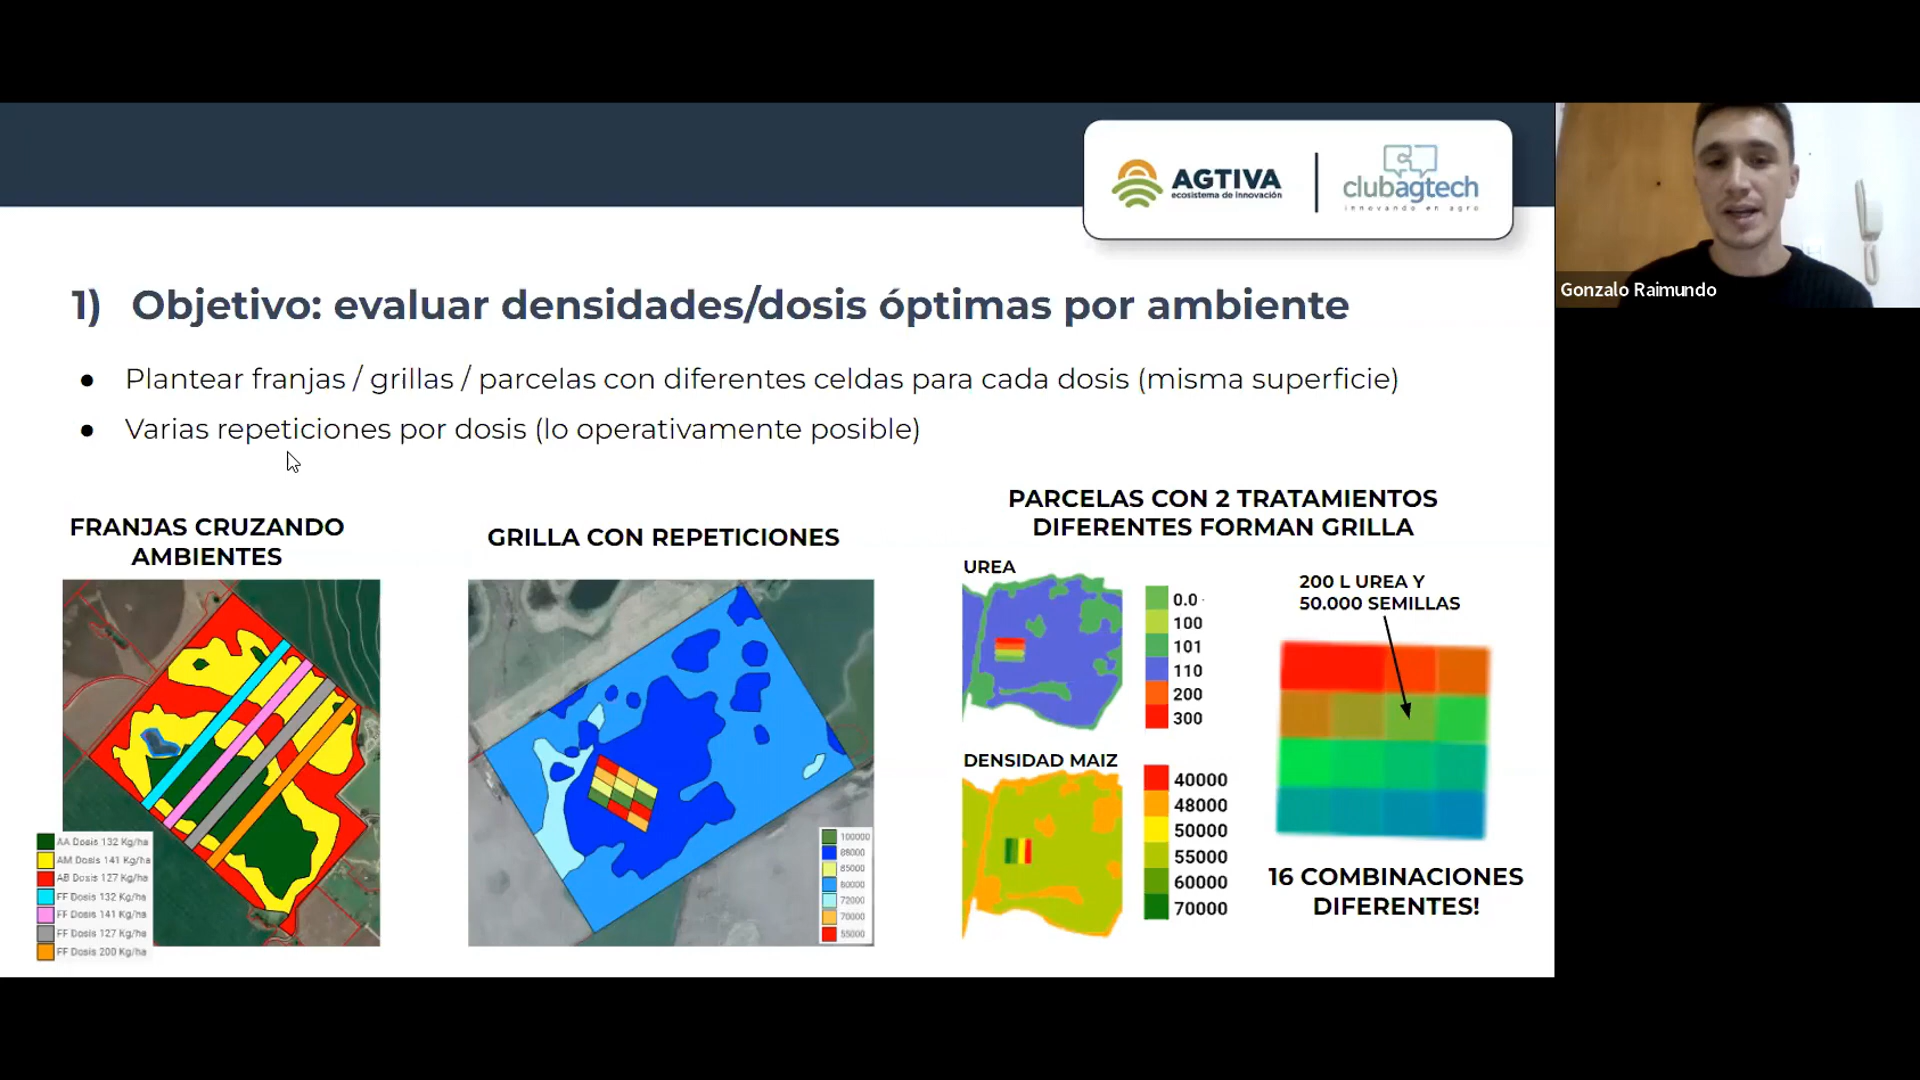 AGTIVA
ecosistema de innovación
clubagtech
innovando en agro
Gonzalo Raimundo
1) Objetivo: evaluar densidades/dosis óptimas por ambiente
● Plantear franjas / grillas / parcelas con diferentes celdas para cada dosis (misma superficie)
● Varias repeticiones por dosis (lo operativamente posible)
FRANJAS CRUZANDO
AMBIENTES
AA Dosis 132 Kg/ha
AM Dosis 141 Kg/ha
AB Dosis 127 Kg/ha
FF Dosis 132 Kg/ha
FF Dosis 141 Kg/ha
FF Dosis 127 Kg/ha
FF Dosis 200 Kg/ha
GRILLA CON REPETICIONES
100000
88000
85000
80000
72000
70000
55000
PARCELAS CON 2 TRATAMIENTOS
DIFERENTES FORMAN GRILLA
UREA
0.0
100
101
110
200
300
DENSIDAD MAIZ
40000
48000
50000
55000
60000
70000
200 L UREA Y
50.000 SEMILLAS
16 COMBINACIONES
DIFERENTES!